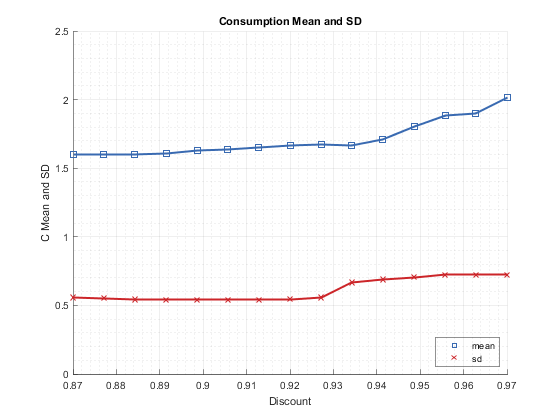 Consumption Mean and SD
2.5
2
1.5
1
0.5
0
C Mean and SD
0.87 0.88 0.89 0.9 0.91 0.92 0.93 0.94 0.95 0.96 0.97
Discount
mean
sd